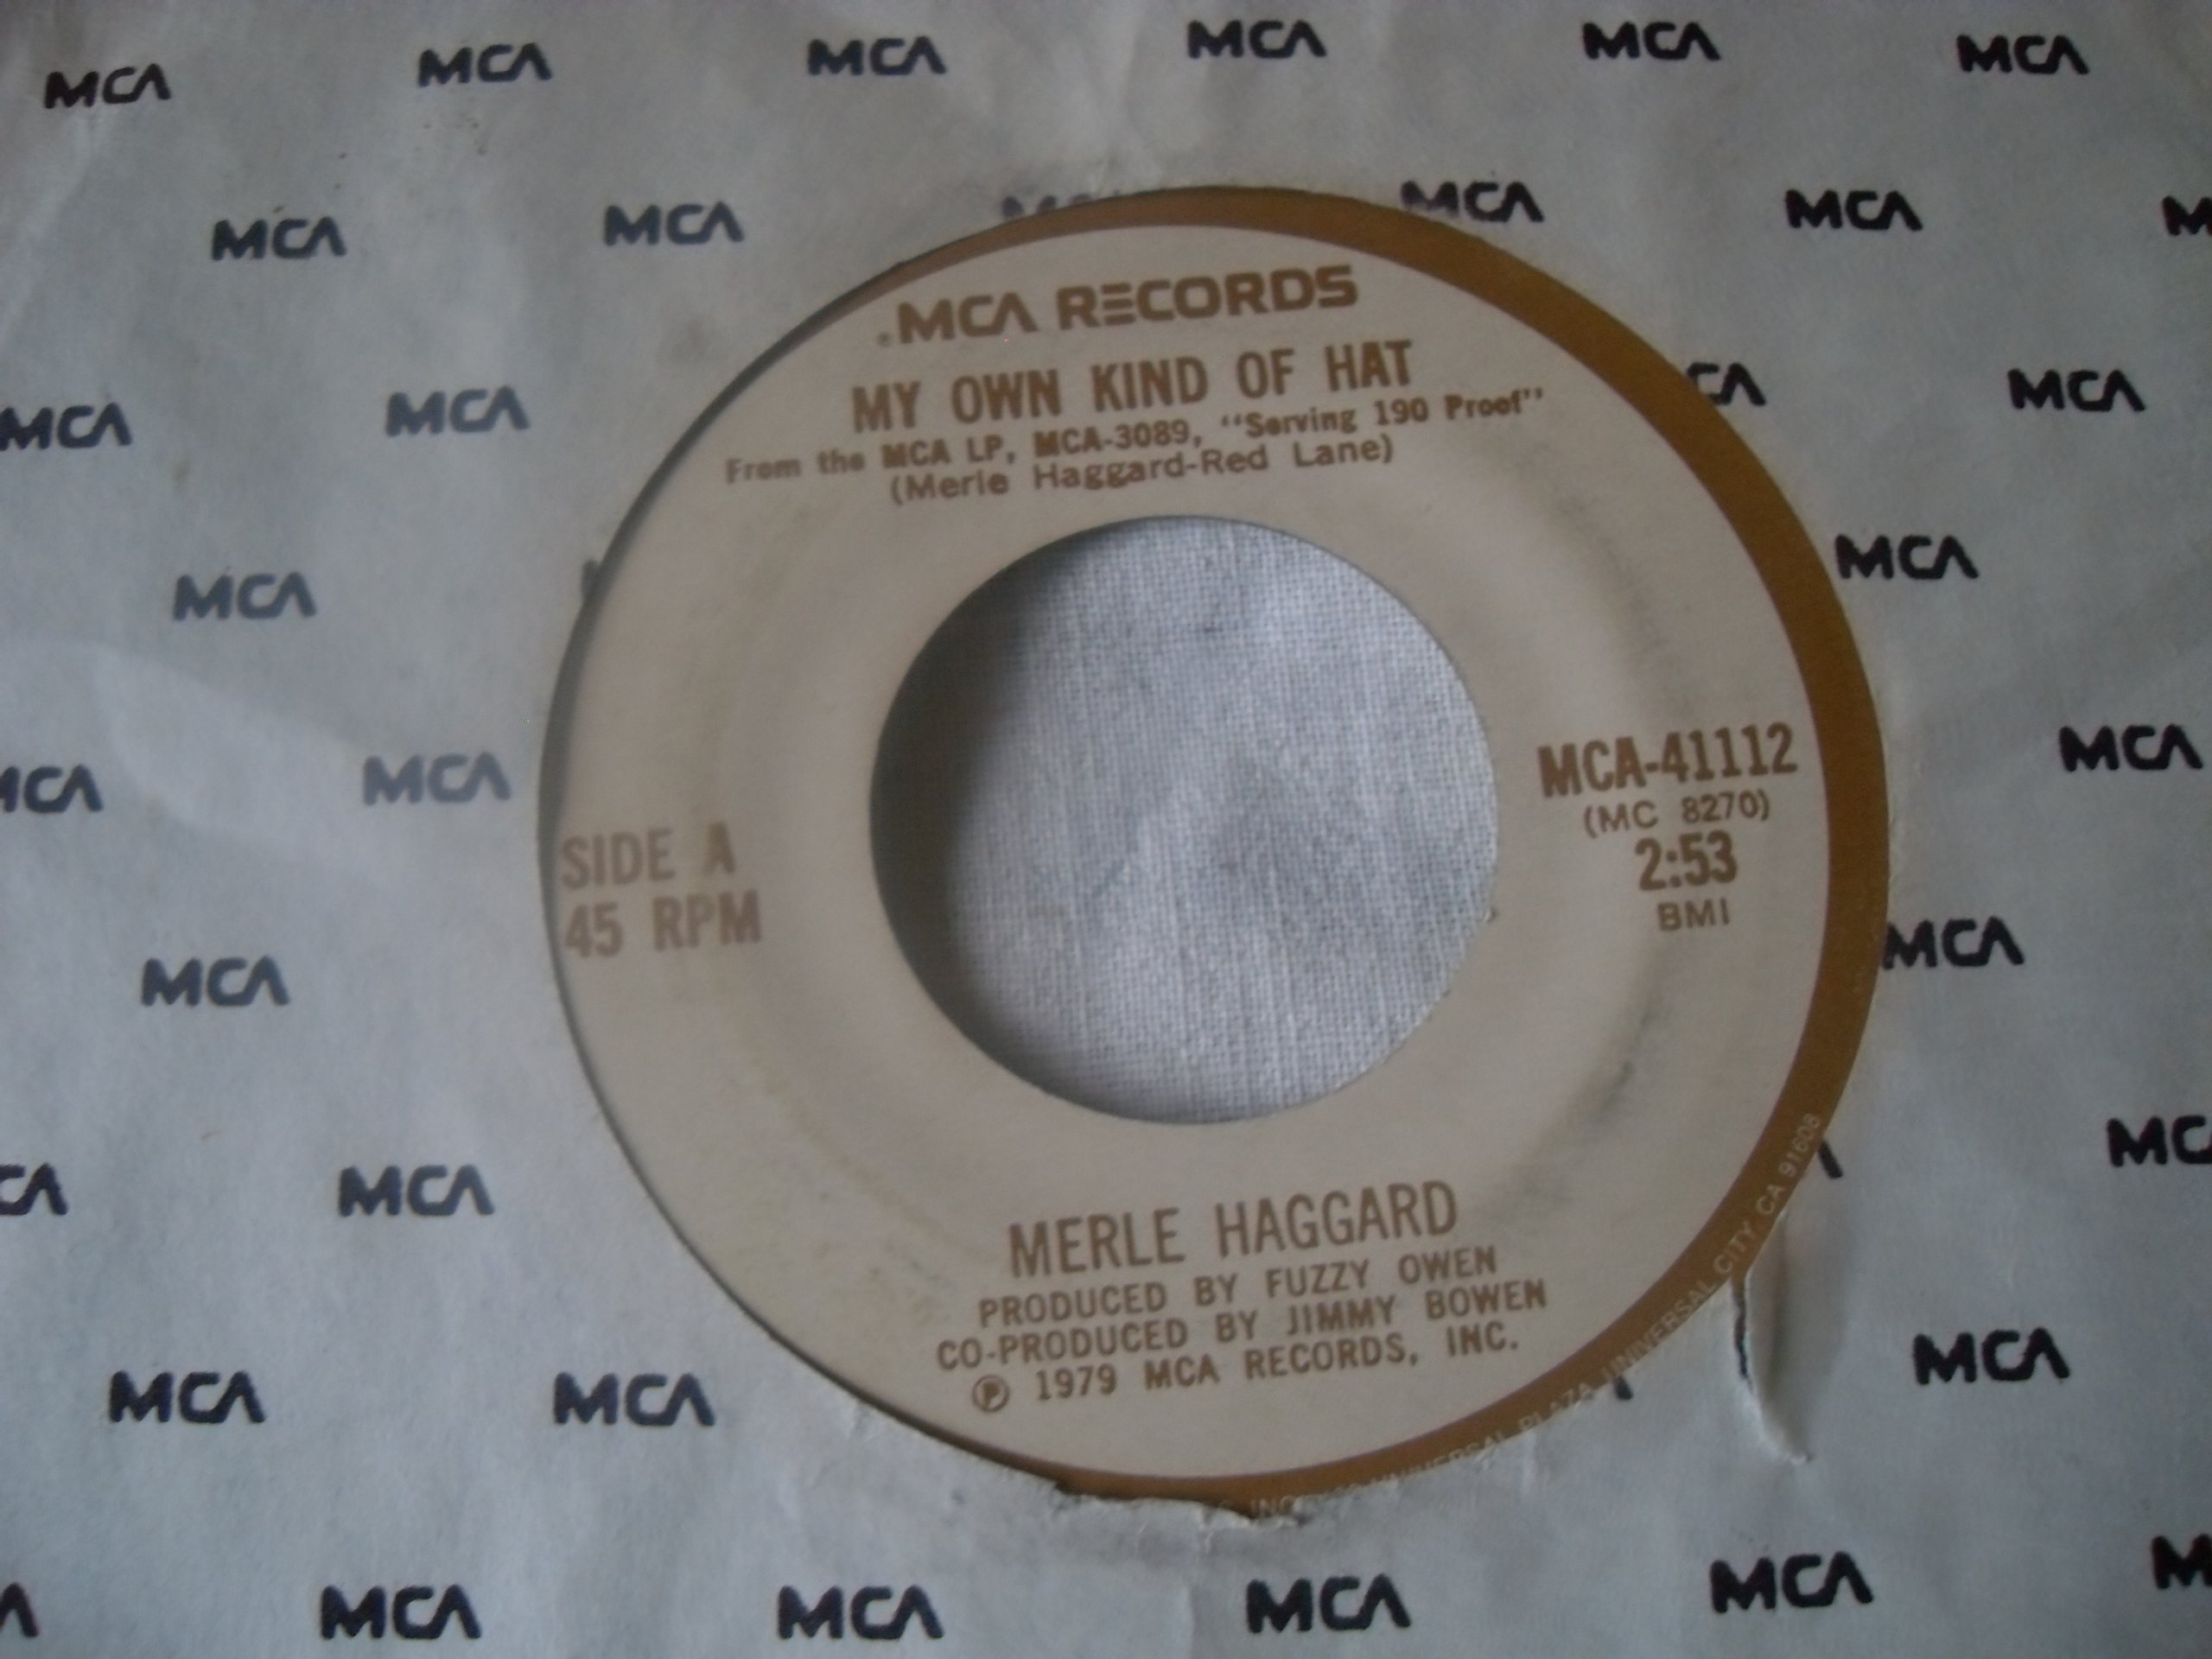 MCA MCA MCA MCA MCA MCA
MCA MCA MCA MCA
MCA RECORDS
MY OWN KIND OF HAT
From the MCA LP, MCA-3089, "Serving 190 Proof"
(Merle Haggard-Red Lane)
MCA MCA
MCA MCA
MCA-41112
(MC 8270)
2:53
BMI
SIDE A
45 RPM
MCA MCA
MCA MCA
MERLE HAGGARD
PRODUCED BY FUZZY OWEN
CO-PRODUCED BY JIMMY BOWEN
℗ 1979 MCA RECORDS, INC.
INC. UNIVERSAL PLAZA UNIVERSAL CITY, CA 91608
MCA MCA
MCA MCA MCA
MCA MCA MCA MCA